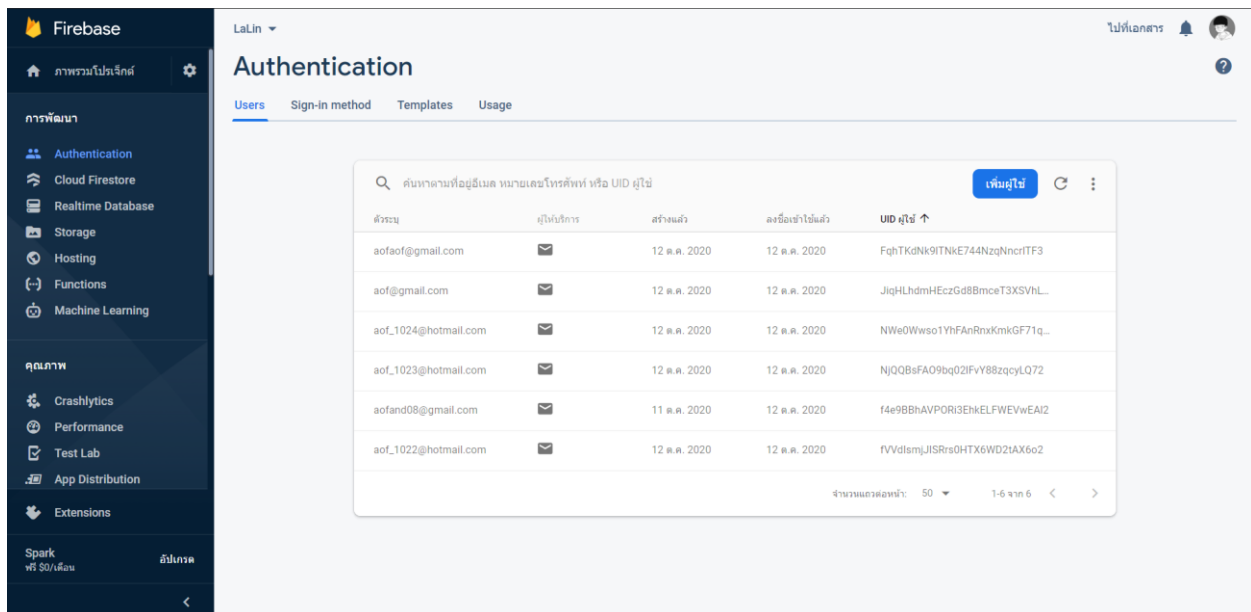 Firebase
LaLin
ไปที่เอกสาร
ภาพรวมโปรเจ็กต์
Authentication
Users Sign-in method Templates Usage
การพัฒนา
Authentication
Cloud Firestore
Realtime Database
Storage
Hosting
Functions
Machine Learning
คุณภาพ
Crashlytics
Performance
Test Lab
App Distribution
Extensions
Spark
ฟรี $0/เดือน
อัปเกรด
ค้นหาตามที่อยู่อีเมล หมายเลขโทรศัพท์ หรือ UID ผู้ใช้
เพิ่มผู้ใช้
ตัวระบุ ผู้ให้บริการ สร้างแล้ว ลงชื่อเข้าใช้แล้ว UID ผู้ใช้
aofaof@gmail.com 12 ต.ค. 2020 12 ต.ค. 2020 FqhTKdNk9ITNkE744NzqNncrlTF3
aof@gmail.com 12 ต.ค. 2020 12 ต.ค. 2020 JiqHLhdmHEczGd8BmceT3XSVhL...
aof_1024@hotmail.com 12 ต.ค. 2020 12 ต.ค. 2020 NWe0Wwso1YhFAnRnxKmkGF71q...
aof_1023@hotmail.com 12 ต.ค. 2020 12 ต.ค. 2020 NjQQBsFAO9bq02lFvY88zqcyLQ72
aofand08@gmail.com 11 ต.ค. 2020 12 ต.ค. 2020 f4e9BBhAVPORi3EhkELFWEVwEAl2
aof_1022@hotmail.com 12 ต.ค. 2020 12 ต.ค. 2020 fVVdlsmjJISRrs0HTX6WD2tAX6o2
จำนวนแถวต่อหน้า: 50 1-6 จาก 6